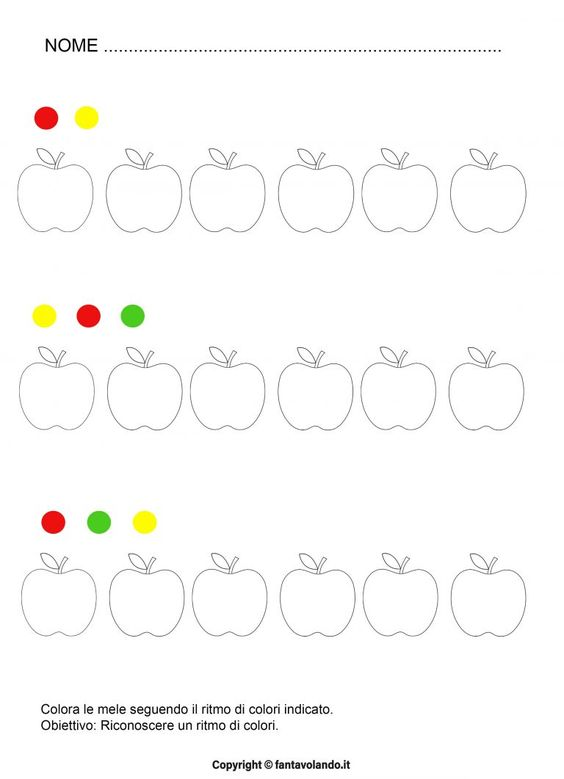 NOME ................................................................................
Colora le mele seguendo il ritmo di colori indicato.
Obiettivo: Riconoscere un ritmo di colori.
Copyright © fantavolando.it